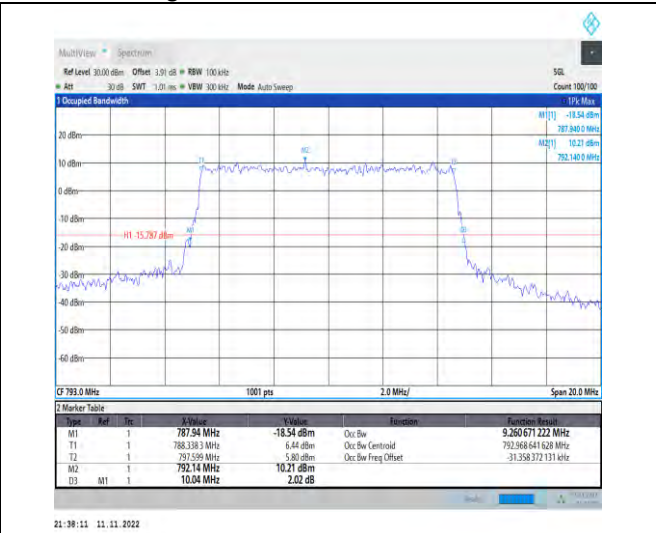 MultiView Spectrum
Ref Level 30.00 dBm Offset 3.91 dB RBW 100 kHz SGL
Att 30 dB SWT 1.01 ms VBW 300 kHz Mode Auto Sweep Count 100/100
1 Occupied Bandwidth 1Pk Max
M1[1] -18.54 dBm
787.940 0 MHz
M2[1] 10.21 dBm
792.140 0 MHz
20 dBm
M2
10 dBm
0 dBm
-10 dBm
H1 -15.787 dBm M1
-20 dBm
-30 dBm
-40 dBm
-50 dBm
-60 dBm
CF 793.0 MHz 1001 pts 2.0 MHz/ Span 20.0 MHz
2 Marker Table
Type Ref Trc X-Value Y-Value Function Function Result
M1 1 787.94 MHz -18.54 dBm Occ Bw 9.260 671 222 MHz
T1 1 788.338 3 MHz 6.44 dBm Occ Bw Centroid 792.968 641 628 MHz
T2 1 797.599 MHz 5.80 dBm Occ Bw Freq Offset -31.358 372 131 kHz
M2 1 792.14 MHz 10.21 dBm
D3 M1 1 10.04 MHz 2.02 dB
21:38:11 11.11.2022